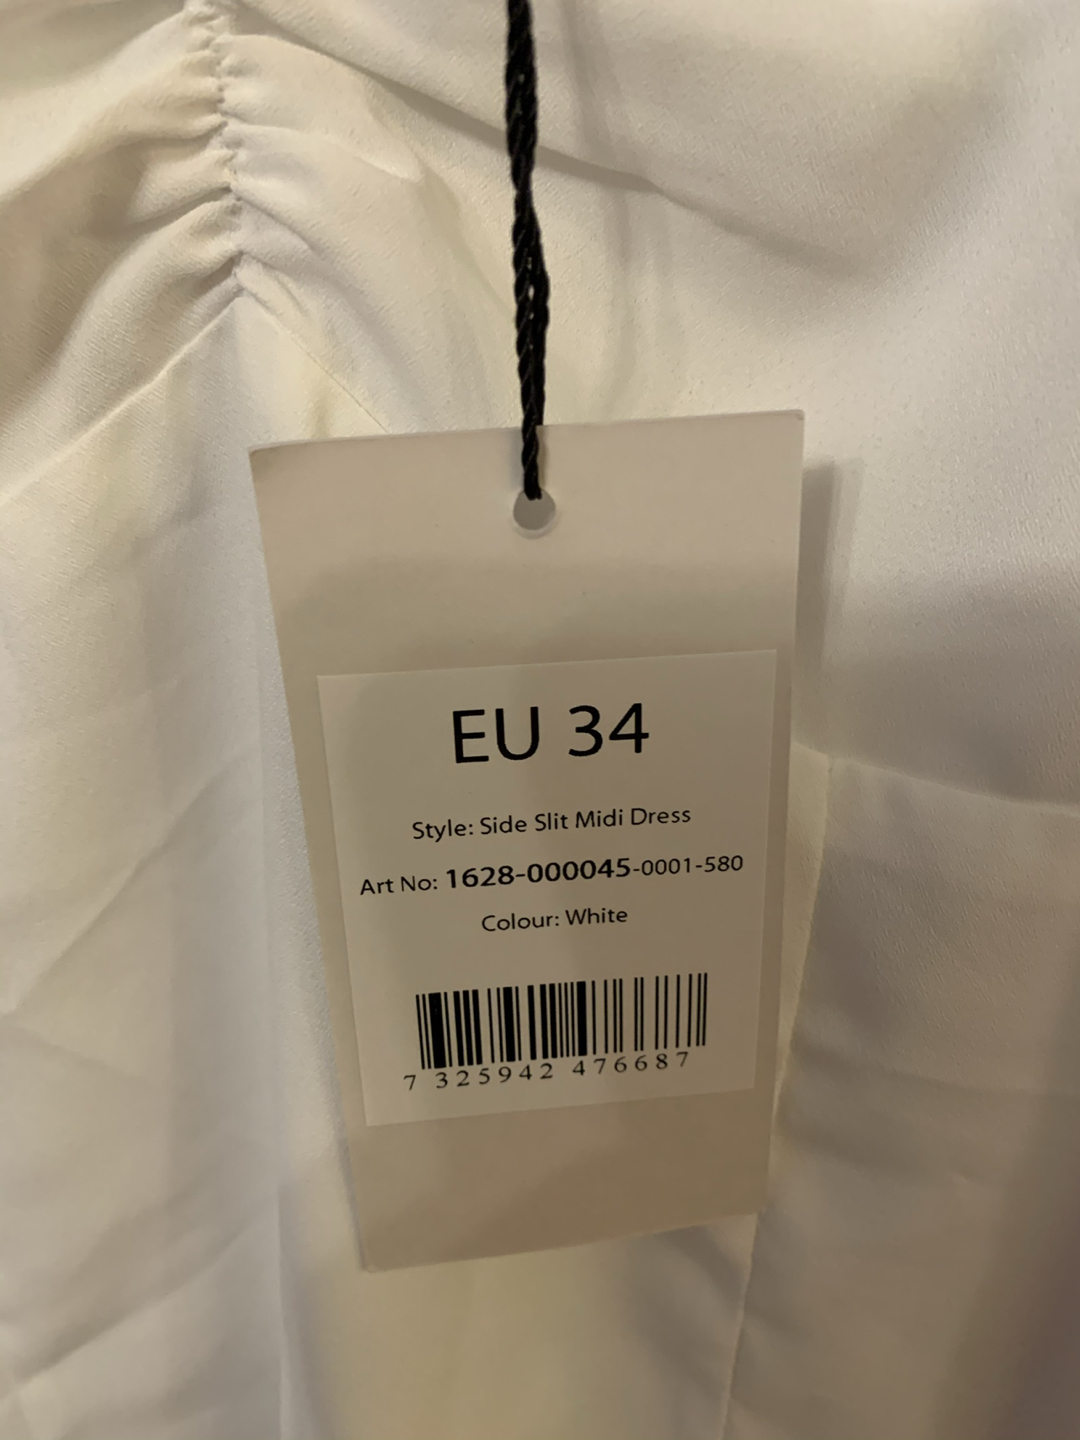 EU 34
Style: Side Slit Midi Dress
Art No: 1628-000045-0001-580
Colour: White
7 325942 476687